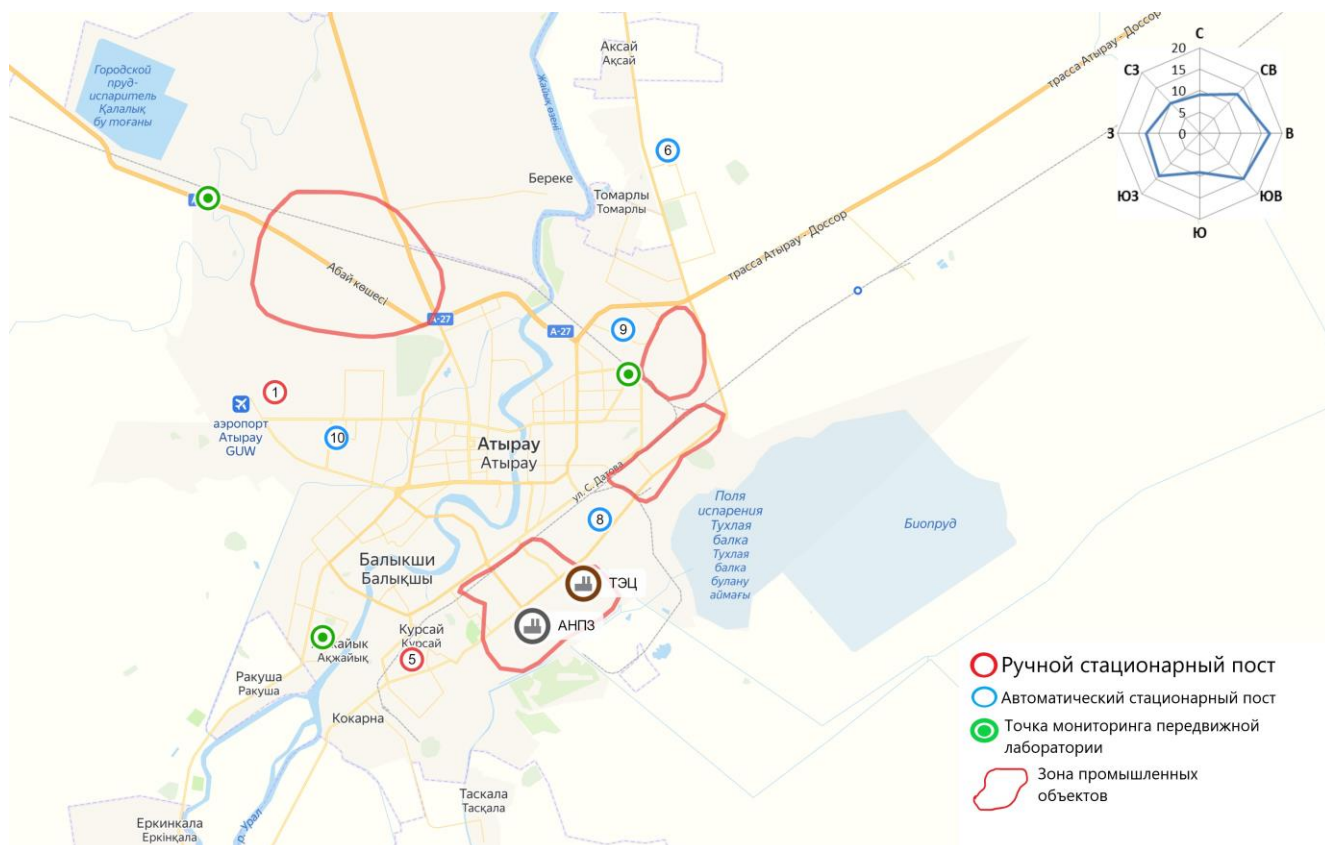 Городской
пруд-
испаритель
Қалалық
бу тоғаны
Аксай
Ақсай
Жайық өзені
трасса Атырау - Доссор
С
СЗ
СВ
20
15
10
5
0
З
В
ЮЗ
ЮВ
Ю
6
Береке
Томарлы
Томарлы
трасса Атырау - Доссор
Абай көшесі
А-27
А-27
9
1
аэропорт
Атырау
GUW
10
Атырау
Атырау
ул. С. Датова
8
Поля
испарения
Тухлая
балка
Тухлая
балка
булану
аймағы
Биопруд
Балыкши
Балықшы
ТЭЦ
АНПЗ
Курсай
Құрсай
5
Ақжайық
Ракуша
Ракуша
Кокарна
Таскала
Тасқала
Еркинкала
Еркінқала
р. Урал
Ручной стационарный пост
Автоматический стационарный пост
Точка мониторинга передвижной
лаборатории
Зона промышленных
объектов